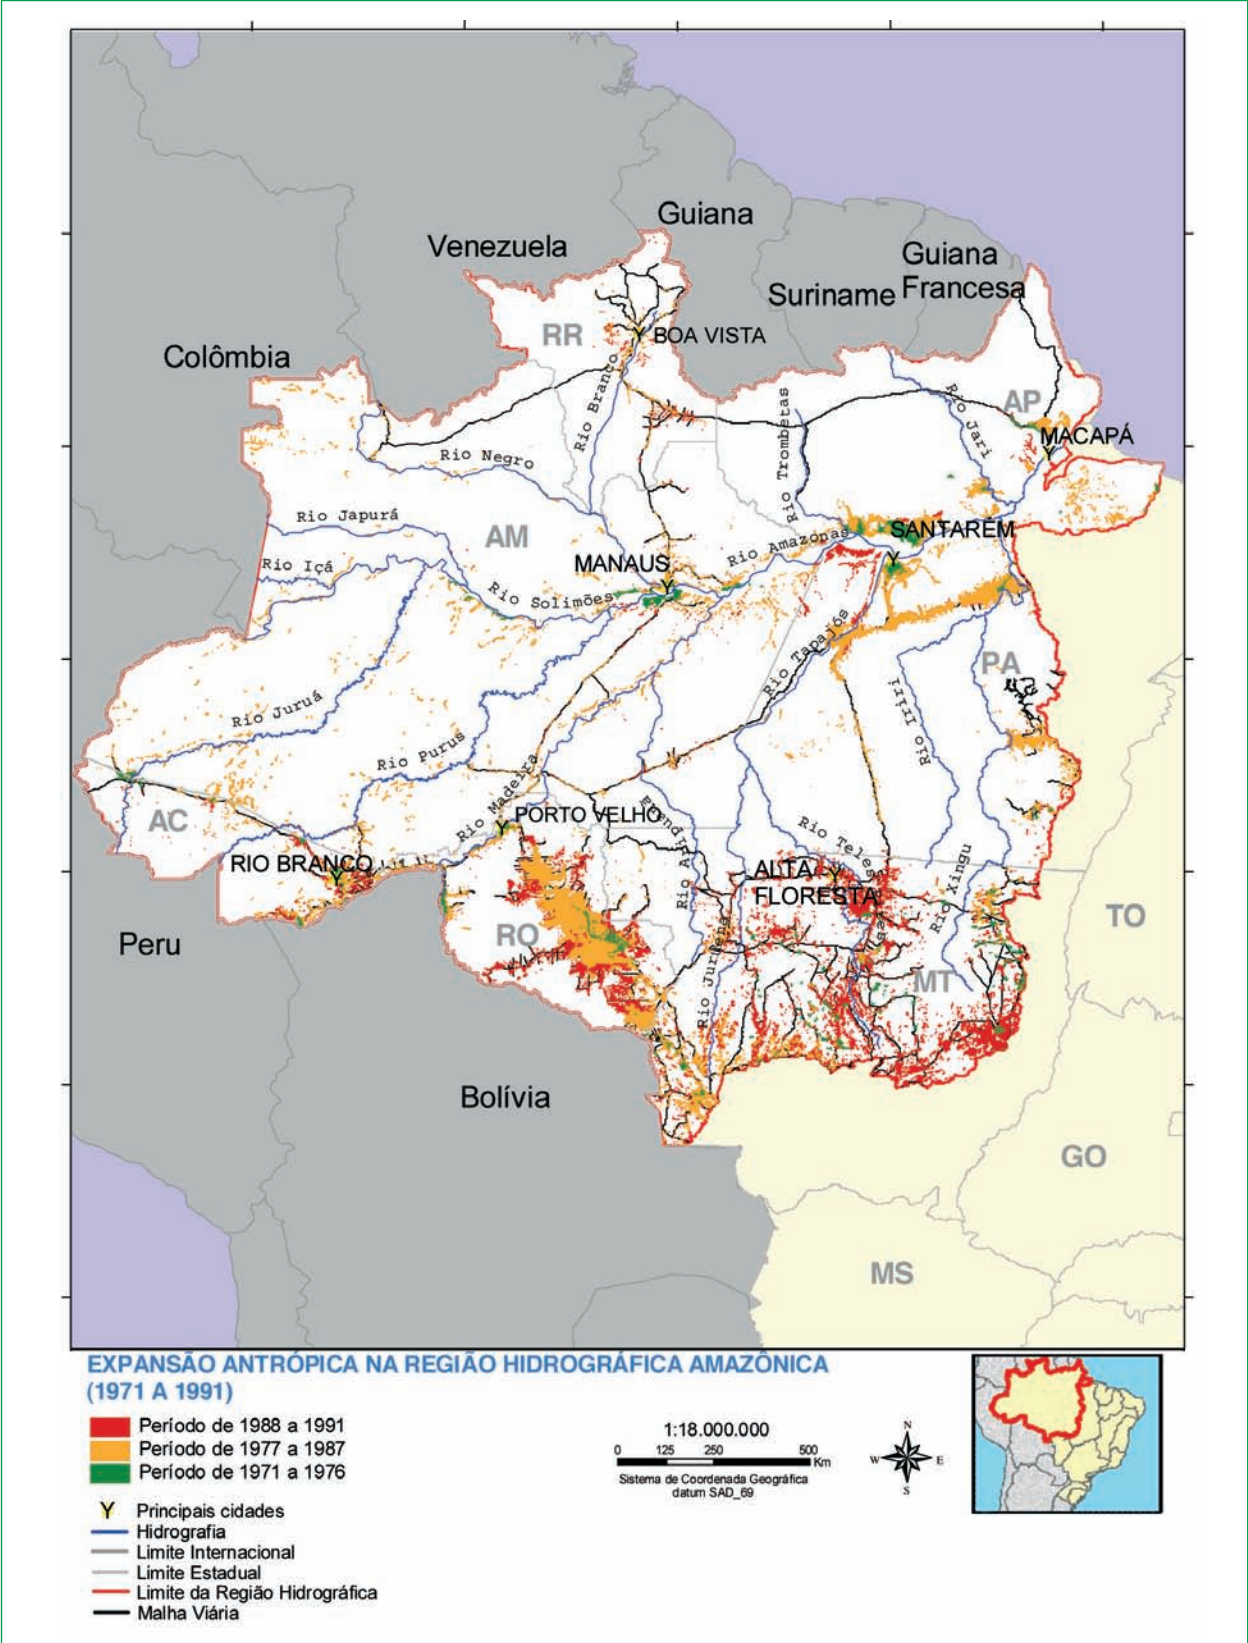 Guiana
Venezuela
Guiana
Francesa
Suriname
RR
BOA VISTA
Colômbia
Rio Branco
Rio Trombetas
Rio Jari
AP
MACAPÁ
Rio Negro
Rio Japurá
AM
SANTARÉM
Rio Amazonas
MANAUS
Rio Içá
Rio Solimões
Rio Tapajós
PA
Rio Iriri
Rio Juruá
Rio Purus
Rio Madeira
PORTO VELHO
AC
Rio Teles
RIO BRANCO
ALTA
FLORESTA
Rio Xingu
RO
Rio Juruena
MT
TO
Peru
Bolívia
GO
MS
EXPANSÃO ANTRÓPICA NA REGIÃO HIDROGRÁFICA AMAZÔNICA
(1971 A 1991)
Período de 1988 a 1991
Período de 1977 a 1987
Período de 1971 a 1976
Principais cidades
Hidrografia
Limite Internacional
Limite Estadual
Limite da Região Hidrográfica
Malha Viária
1:18.000.000
0 125 250 500
Km
Sistema de Coordenada Geográfica
datum SAD_69
N
W E
S